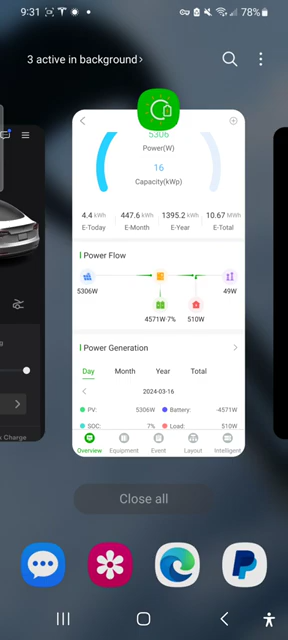 9:31
78%
3 active in background
5306
Power(W)
16
Capacity(kWp)
4.4 kWh
447.6 kWh
1395.2 kWh
10.67 MWh
E-Today
E-Month
E-Year
E-Total
Power Flow
5306W
49W
4571W·7%
510W
Power Generation
Day
Month
Year
Total
2024-03-16
PV:
5306W
Battery:
-4571W
SOC:
7%
Load:
510W
Overview
Equipment
Event
Layout
Intelligent
Charge
Close all